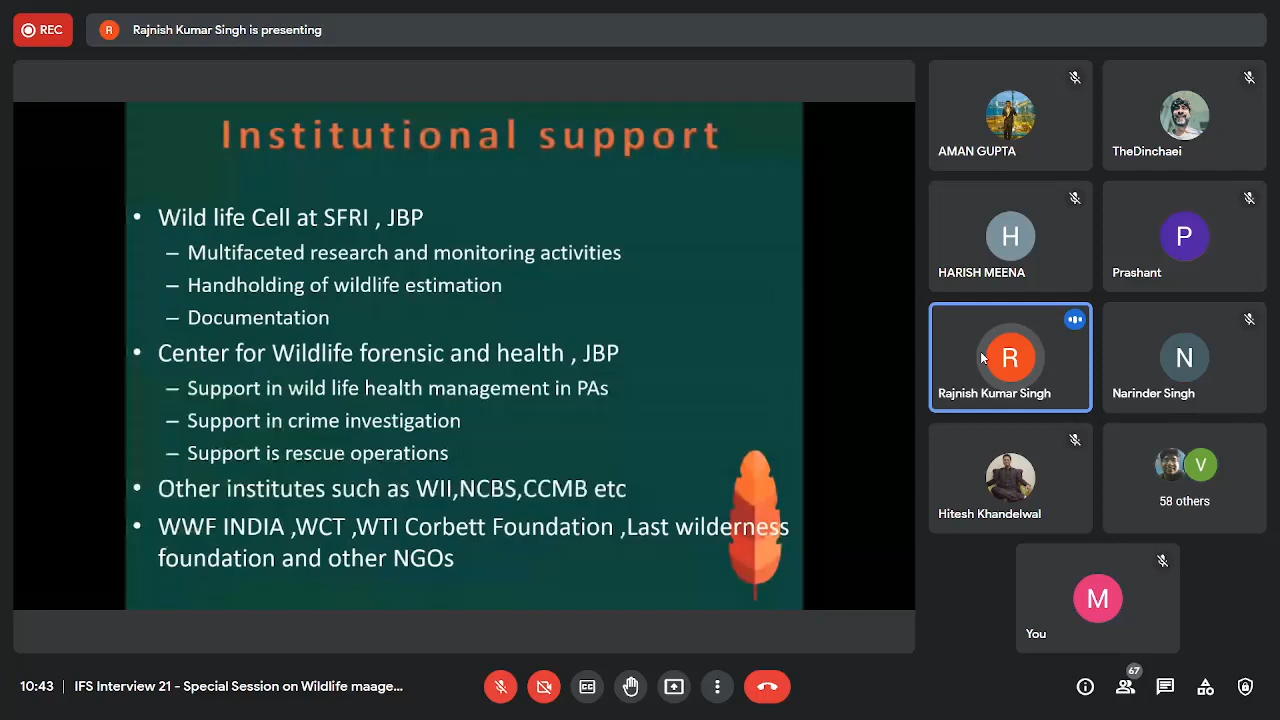 REC
R
Rajnish Kumar Singh is presenting
Institutional support
• Wild life Cell at SFRI , JBP
– Multifaceted research and monitoring activities
– Handholding of wildlife estimation
– Documentation
• Center for Wildlife forensic and health , JBP
– Support in wild life health management in PAs
– Support in crime investigation
– Support is rescue operations
• Other institutes such as WII,NCBS,CCMB etc
• WWF INDIA ,WCT ,WTI Corbett Foundation ,Last wilderness
foundation and other NGOs
AMAN GUPTA
TheDinchaei
H
HARISH MEENA
P
Prashant
R
Rajnish Kumar Singh
N
Narinder Singh
Hitesh Khandelwal
V
58 others
M
You
10:43 | IFS Interview 21 - Special Session on Wildlife maage...
67